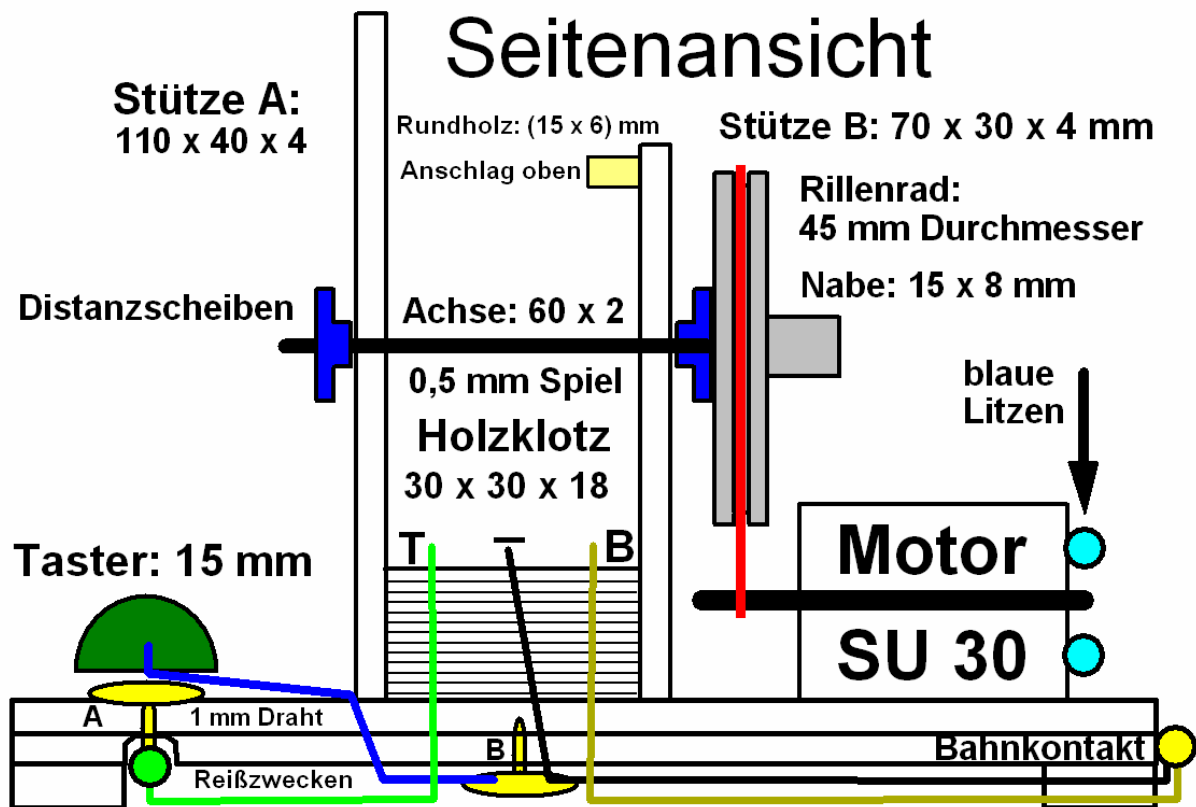 Seitenansicht
Stütze A:
110 x 40 x 4
Rundholz: (15 x 6) mm
Anschlag oben
Stütze B: 70 x 30 x 4 mm
Rillenrad:
45 mm Durchmesser
Nabe: 15 x 8 mm
Distanzscheiben
Achse: 60 x 2
0,5 mm Spiel
Holzklotz
30 x 30 x 18
blaue
Litzen
T
B
Taster: 15 mm
Motor
SU 30
A
1 mm Draht
B
Reißzwecken
Bahnkontakt